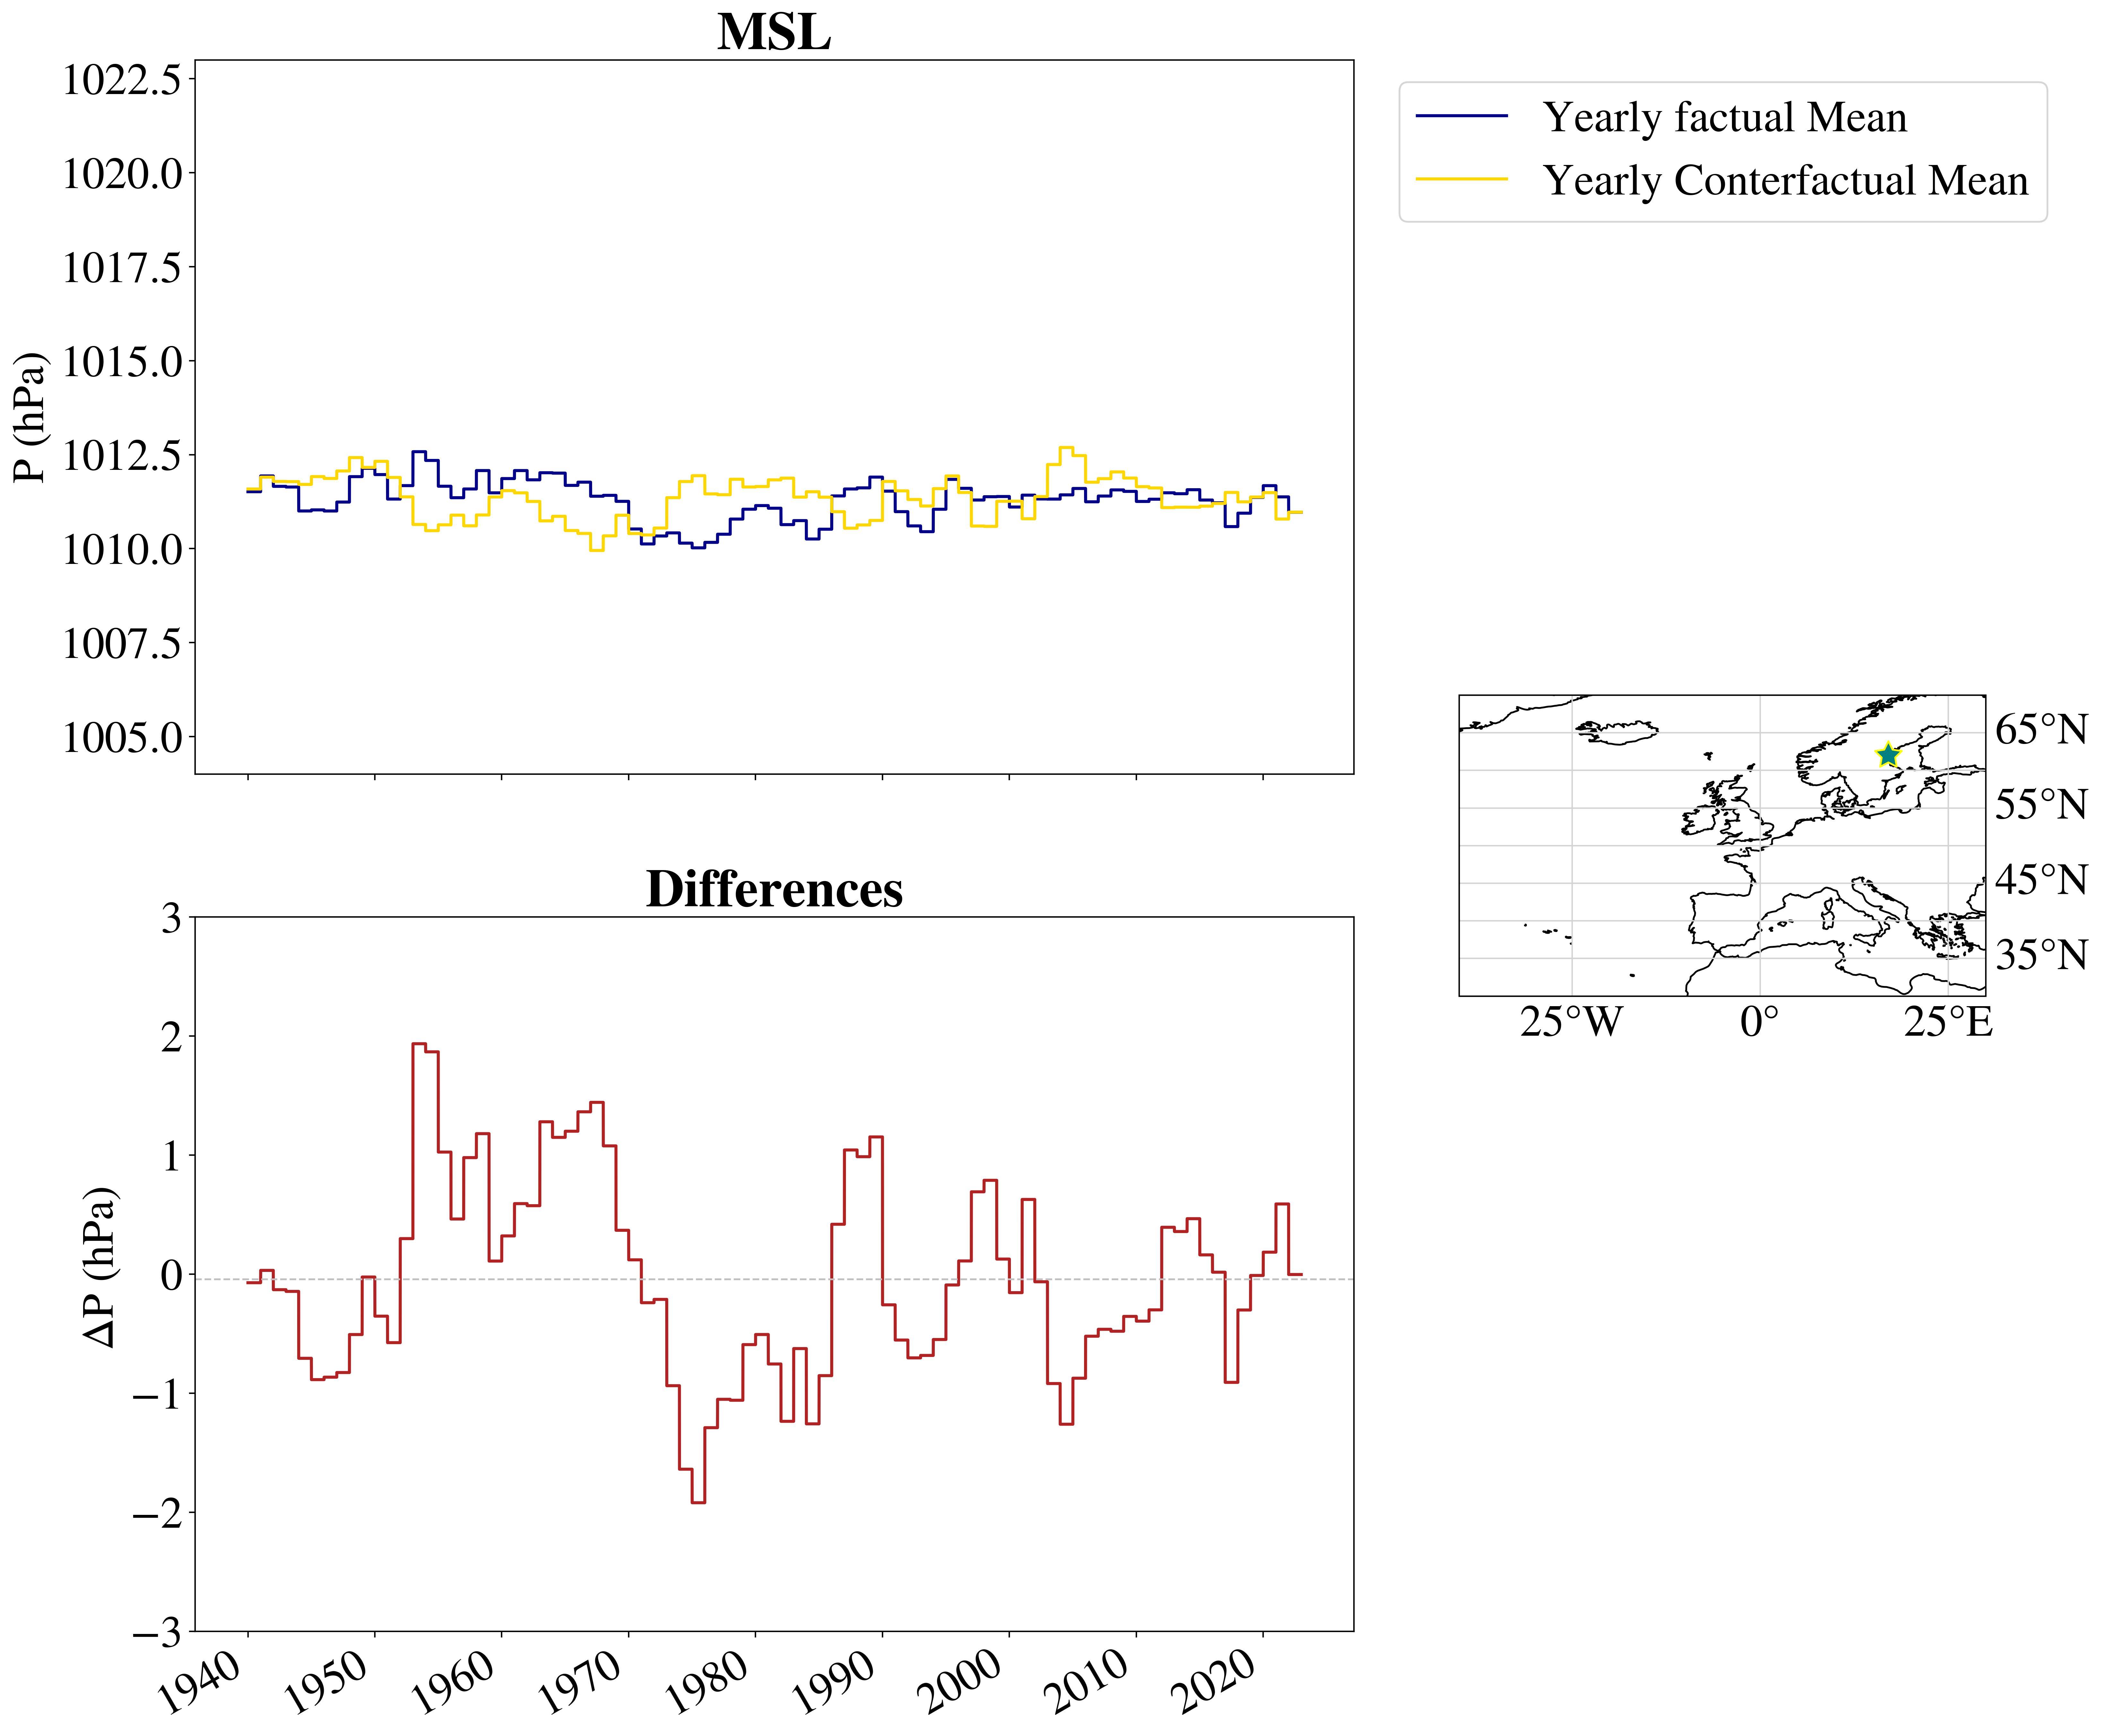 MSL
1022.5
1020.0
1017.5
1015.0
1012.5
1010.0
1007.5
1005.0
P (hPa)
Yearly factual Mean
Yearly Conterfactual Mean
65°N
55°N
45°N
35°N
25°W 0° 25°E
Differences
3
2
1
0
−1
−2
−3
ΔP (hPa)
1940 1950 1960 1970 1980 1990 2000 2010 2020